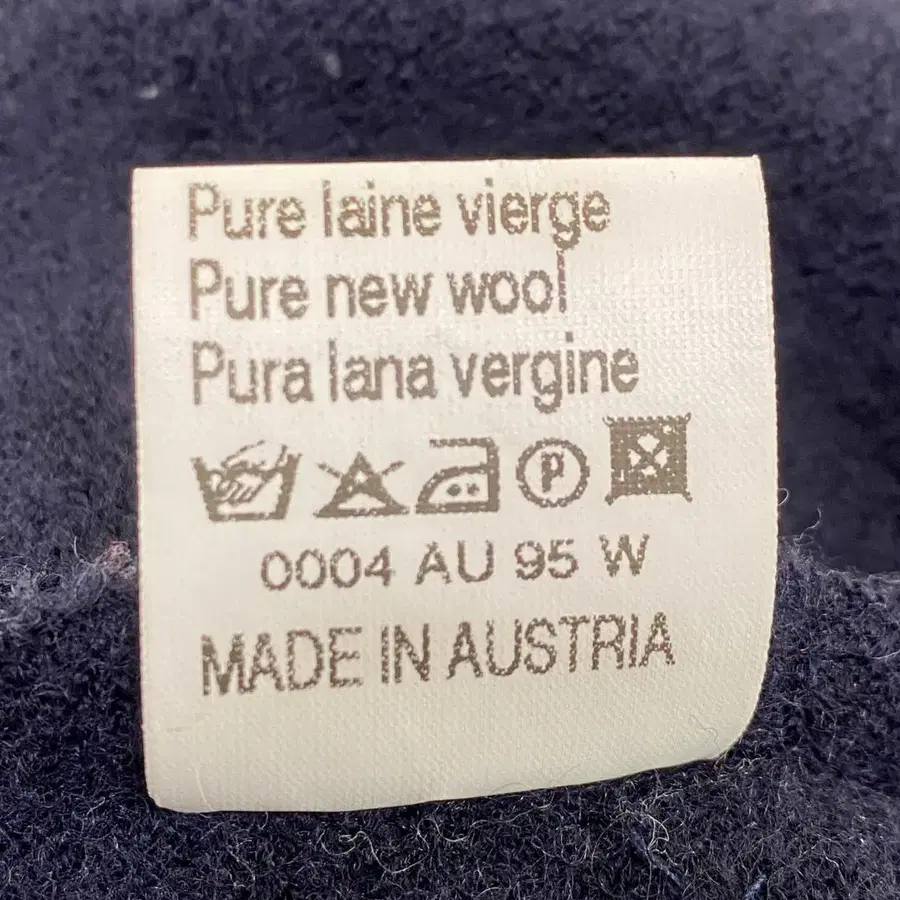 Pure laine vierge
Pure new wool
Pura lana vergine
P
0004 AU 95 W
MADE IN AUSTRIA